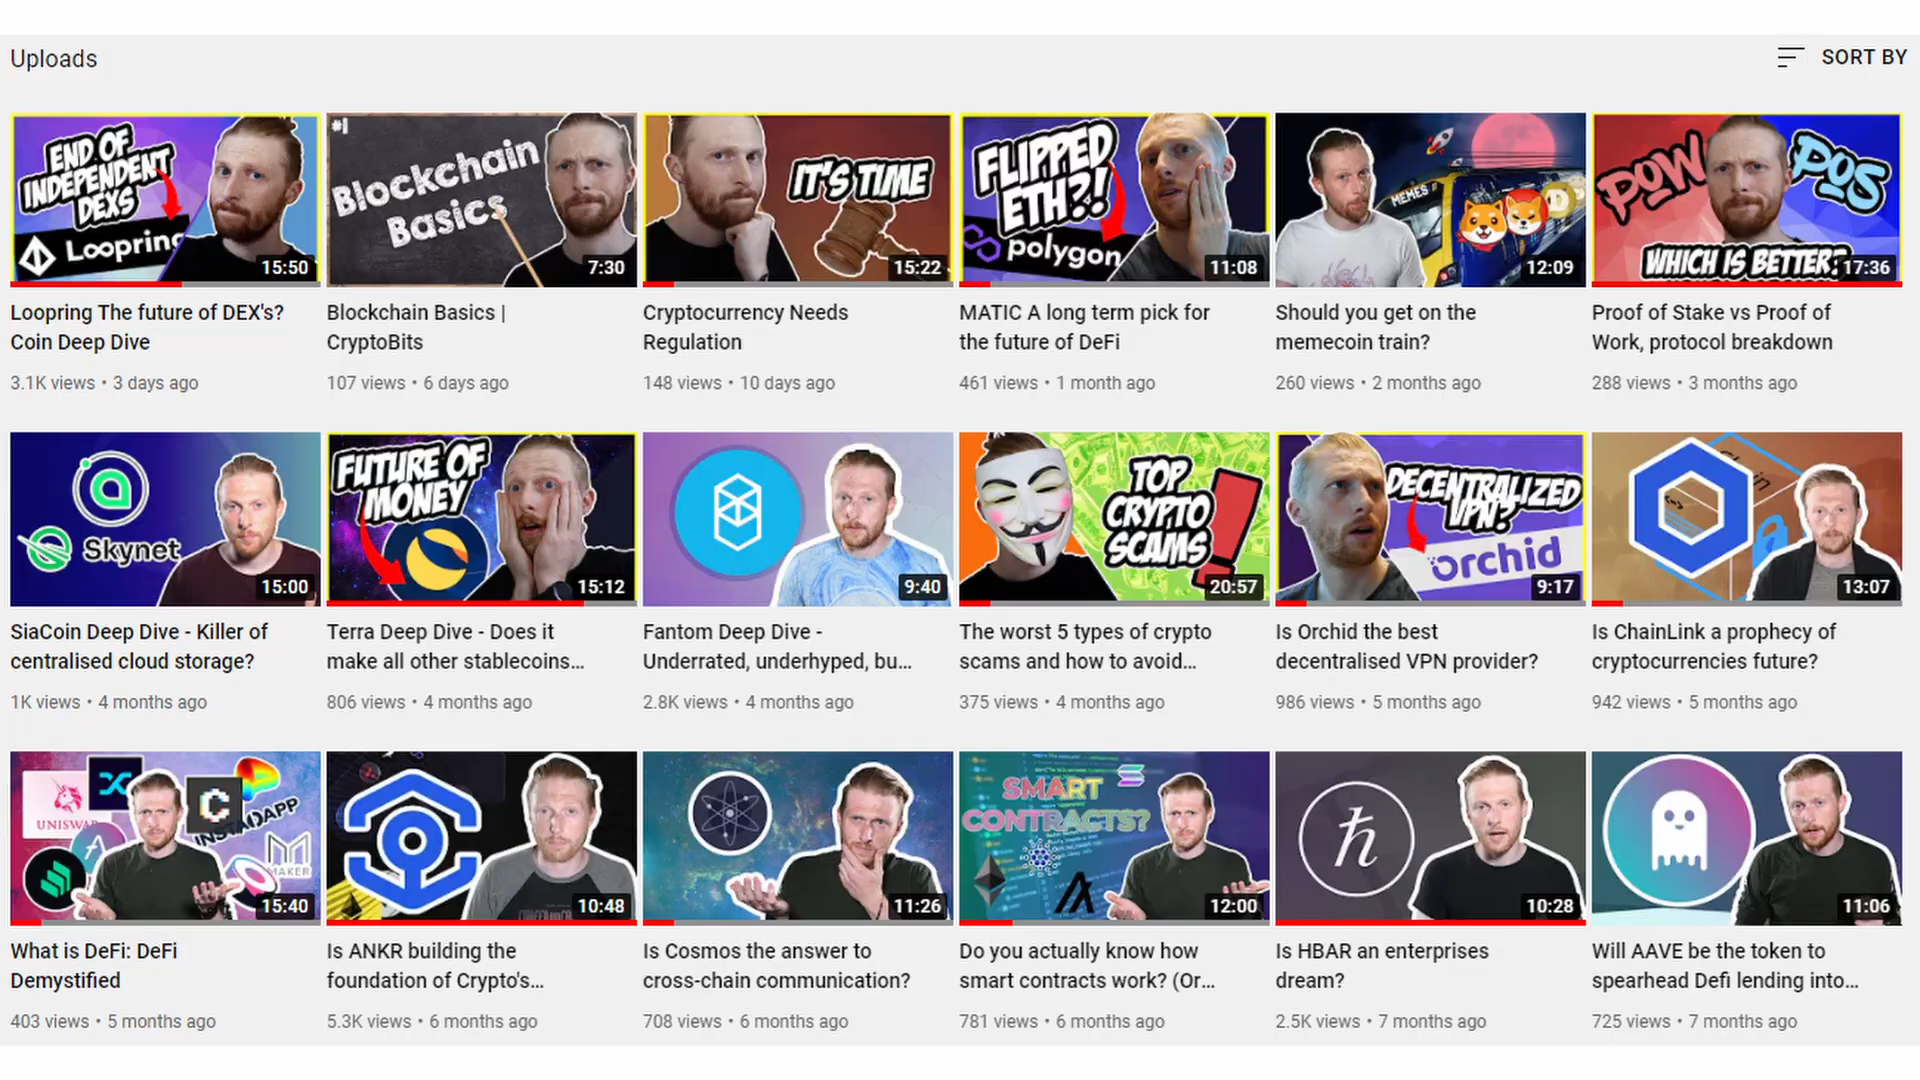 Uploads
SORT BY
END OF
INDEPENDENT
DEXS
Loopring
15:50
#1
Blockchain
Basics
7:30
IT'S TIME
15:22
FLIPPED
ETH?!
polygon
11:08
MEMES
12:09
POW
POS
WHICH IS BETTER?
17:36
Loopring The future of DEX's?
Coin Deep Dive
3.1K views • 3 days ago
Blockchain Basics |
CryptoBits
107 views • 6 days ago
Cryptocurrency Needs
Regulation
148 views • 10 days ago
MATIC A long term pick for
the future of DeFi
461 views • 1 month ago
Should you get on the
memecoin train?
260 views • 2 months ago
Proof of Stake vs Proof of
Work, protocol breakdown
288 views • 3 months ago
Skynet
15:00
FUTURE OF
MONEY
15:12
9:40
TOP
CRYPTO
SCAMS
20:57
DECENTRALIZED
VPN?
orchid
9:17
13:07
SiaCoin Deep Dive - Killer of
centralised cloud storage?
1K views • 4 months ago
Terra Deep Dive - Does it
make all other stablecoins...
806 views • 4 months ago
Fantom Deep Dive -
Underrated, underhyped, bu...
2.8K views • 4 months ago
The worst 5 types of crypto
scams and how to avoid...
375 views • 4 months ago
Is Orchid the best
decentralised VPN provider?
986 views • 5 months ago
Is ChainLink a prophecy of
cryptocurrencies future?
942 views • 5 months ago
UNISWAP
INSTADAPP
MAKER
15:40
10:48
11:26
SMART
CONTRACTS?
12:00
10:28
11:06
What is DeFi: DeFi
Demystified
403 views • 5 months ago
Is ANKR building the
foundation of Crypto's...
5.3K views • 6 months ago
Is Cosmos the answer to
cross-chain communication?
708 views • 6 months ago
Do you actually know how
smart contracts work? (Or...
781 views • 6 months ago
Is HBAR an enterprises
dream?
2.5K views • 7 months ago
Will AAVE be the token to
spearhead Defi lending into...
725 views • 7 months ago